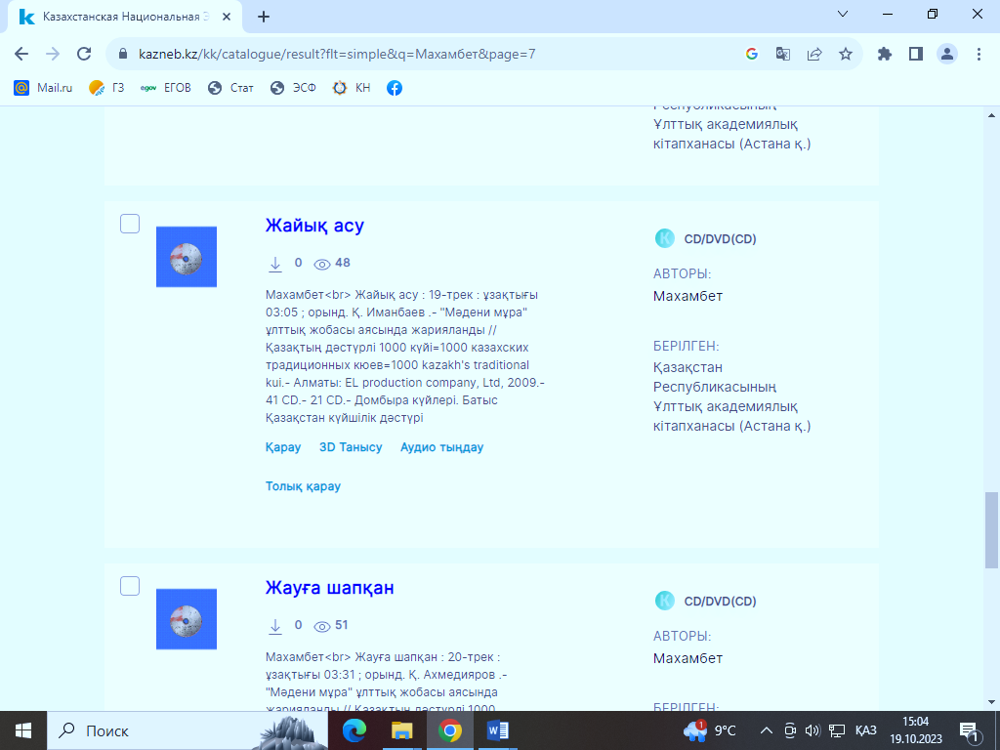 Казахстанская Национальная Э
kazneb.kz/kk/catalogue/result?flt=simple&q=Махамбет&page=7
Mail.ru ГЗ egov ЕГОВ Стат ЭСФ КН
Республикасының
Ұлттық академиялық
кітапханасы (Астана қ.)
Жайық асу
0 48
Махамбет<br> Жайық асу : 19-трек : ұзақтығы
03:05 ; орынд. Қ. Иманбаев .- "Мәдени мұра"
ұлттық жобасы аясында жарияланды //
Қазақтың дәстүрлі 1000 күйі=1000 казахских
традиционных кюев=1000 kazakh's traditional
kui.- Алматы: EL production company, Ltd, 2009.-
41 CD.- 21 CD.- Домбыра күйлері. Батыс
Қазақстан күйшілік дәстүрі
Қарау 3D Танысу Аудио тыңдау
Толық қарау
CD/DVD(CD)
АВТОРЫ:
Махамбет
БЕРІЛГЕН:
Қазақстан
Республикасының
Ұлттық академиялық
кітапханасы (Астана қ.)
Жауға шапқан
0 51
Махамбет<br> Жауға шапқан : 20-трек :
ұзақтығы 03:31 ; орынд. Қ. Ахмедияров .-
"Мәдени мұра" ұлттық жобасы аясында
жарияланды // Қазақтың дәстүрлі 1000
CD/DVD(CD)
АВТОРЫ:
Махамбет
БЕРІЛГЕН:
Поиск
1
9°C
ҚАЗ
15:04
19.10.2023
1